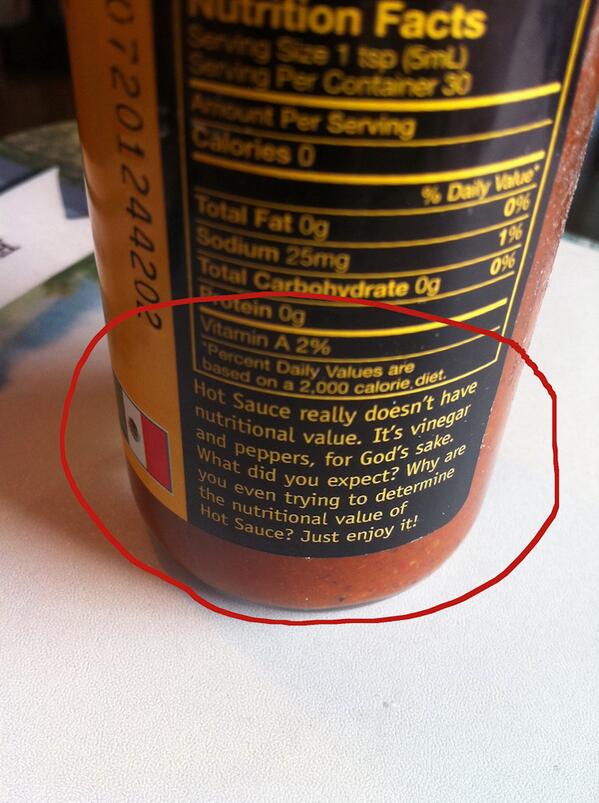 Nutrition Facts
Serving Size 1 tsp (5mL)
Serving Per Container 30
Amount Per Serving
Calories 0
% Daily Value*
Total Fat 0g 0%
Sodium 25mg 1%
Total Carbohydrate 0g 0%
Protein 0g
Vitamin A 2%
*Percent Daily Values are
based on a 2,000 calorie diet.
Hot Sauce really doesn't have
nutritional value. It's vinegar
and peppers, for God's sake.
What did you expect? Why are
you even trying to determine
the nutritional value of
Hot Sauce? Just enjoy it!
072012442O2